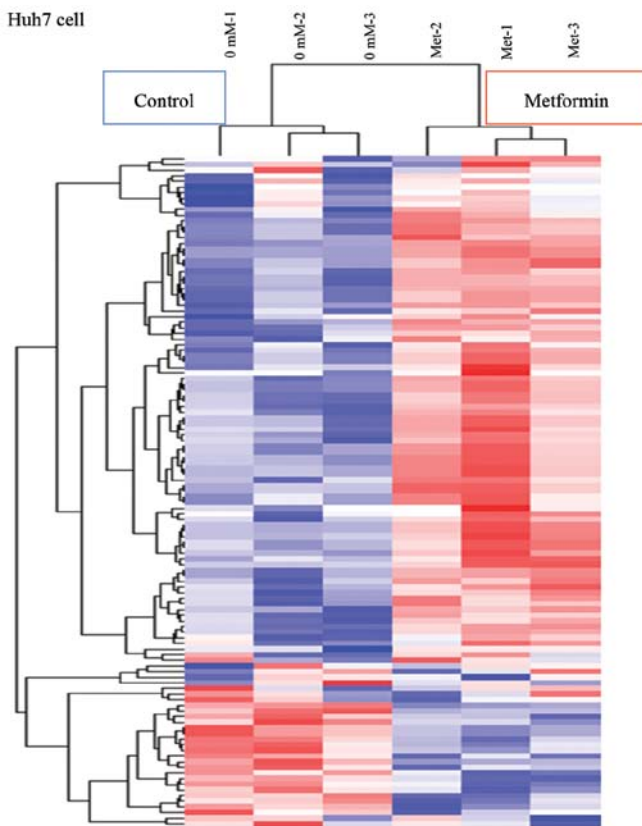 Huh7 cell
0 mM-1
0 mM-2
0 mM-3
Met-2
Met-1
Met-3
Control
Metformin